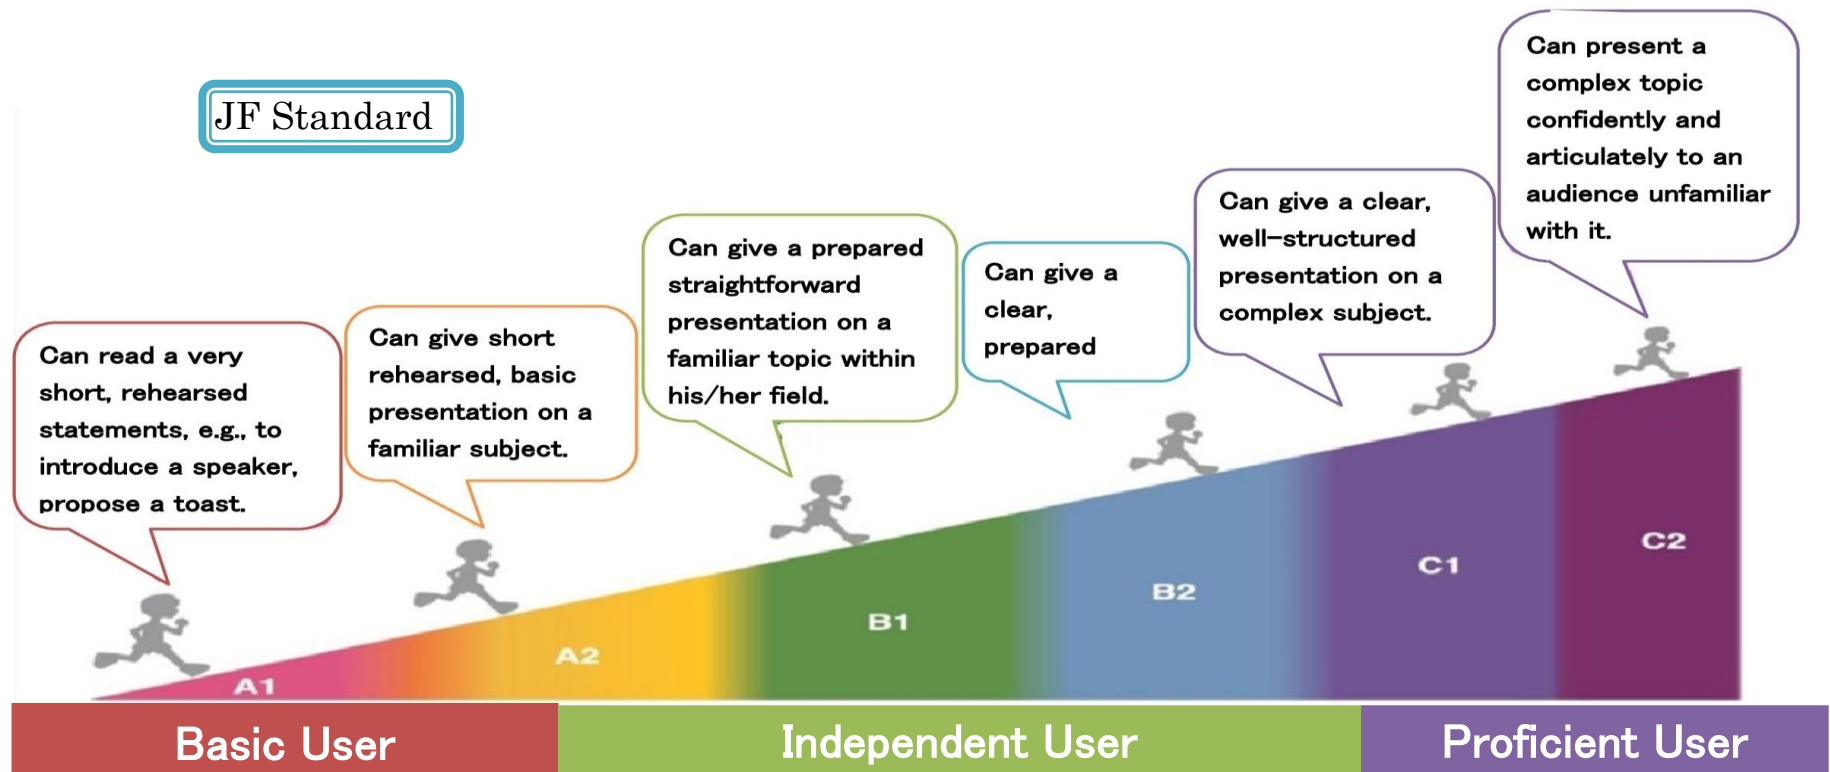 JF Standard
Can read a very
short, rehearsed
statements, e.g., to
introduce a speaker,
propose a toast.
Can give short
rehearsed, basic
presentation on a
familiar subject.
Can give a prepared
straightforward
presentation on a
familiar topic within
his/her field.
Can give a
clear,
prepared
Can give a clear,
well-structured
presentation on a
complex subject.
Can present a
complex topic
confidently and
articulately to an
audience unfamiliar
with it.
A1
A2
B1
B2
C1
C2
Basic User
Independent User
Proficient User